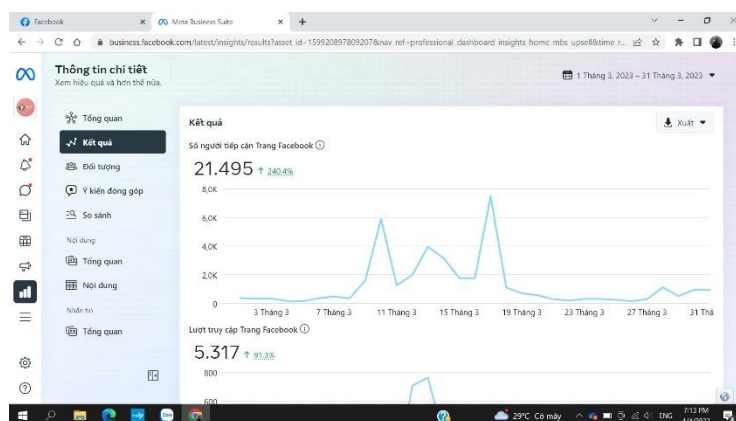 Facebook
Meta Business Suite
business.facebook.com/latest/insights/results?asset_id=159920897809207&nav_ref=professional_dashboard_insights_home_mbs_upsell&time_r...
Thông tin chi tiết
Xem hiệu quả và hơn thế nữa.
1 Tháng 3, 2023 – 31 Tháng 3, 2023
Tổng quan
Kết quả
Đối tượng
Ý kiến đóng góp
So sánh
Nội dung
Tổng quan
Nội dung
Nhắn tin
Tổng quan
Kết quả
Xuất
Số người tiếp cận Trang Facebook
21.495 ↑ 240.4%
8,0K
6,0K
4,0K
2,0K
0
3 Tháng 3 7 Tháng 3 11 Tháng 3 15 Tháng 3 19 Tháng 3 23 Tháng 3 27 Tháng 3 31 Thá
Lượt truy cập Trang Facebook
5.317 ↑ 91.3%
800
600
Zalo
29°C Có mây
ENG
7:13 PM